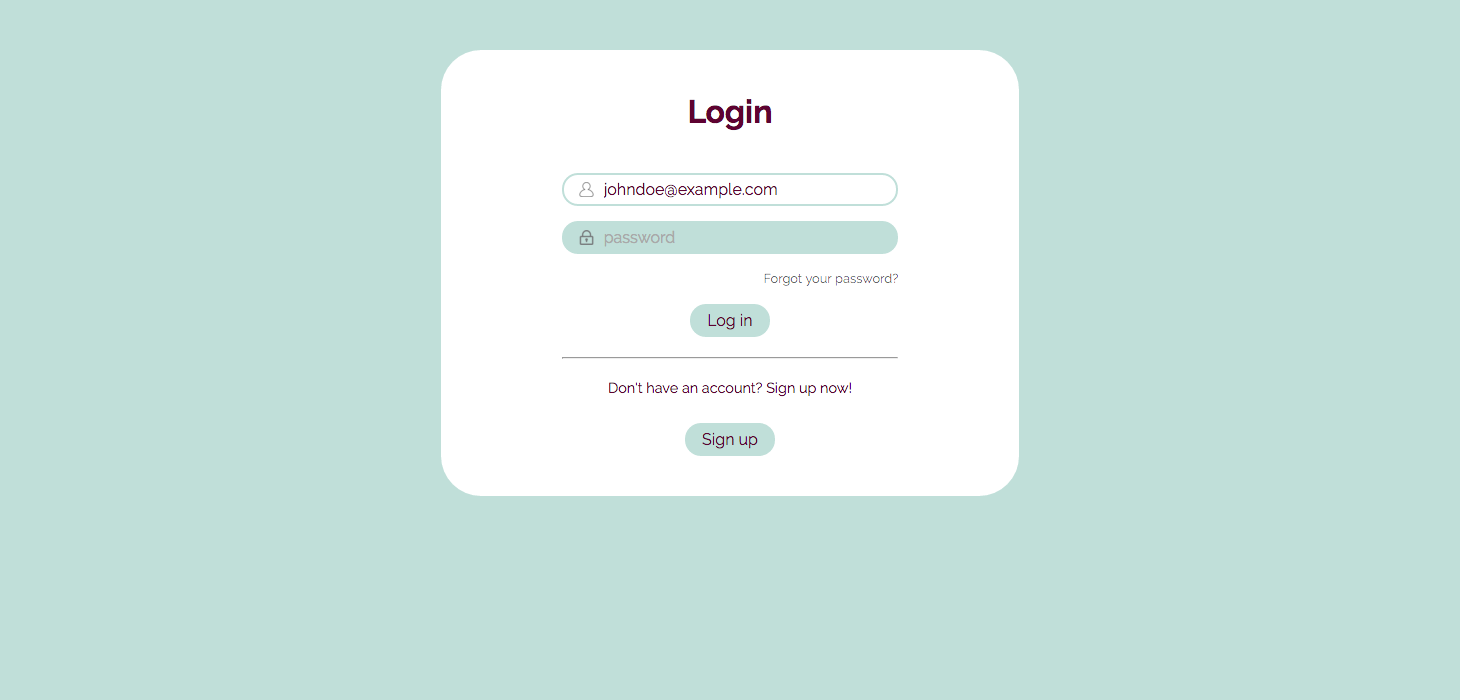 Login
johndoe@example.com
password
Forgot your password?
Log in
Don't have an account? Sign up now!
Sign up